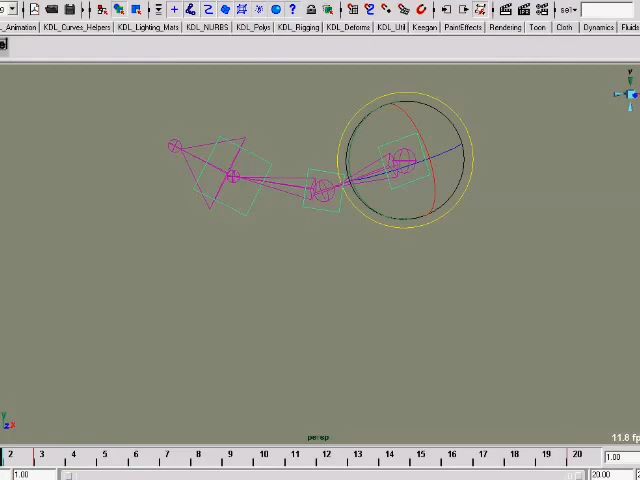 sel
_Animation KDL_Curves_Helpers KDL_Lighting_Mats KDL_NURBS KDL_Polys KDL_Rigging KDL_Deforms KDL_Util Keegan PaintEffects Rendering Toon Cloth Dynamics Fluids
y
y
z x
persp
11.8 fp
2 3 4 5 6 7 8 9 10 11 12 13 14 15 16 17 18 19 20 1.00
1.00 20.00